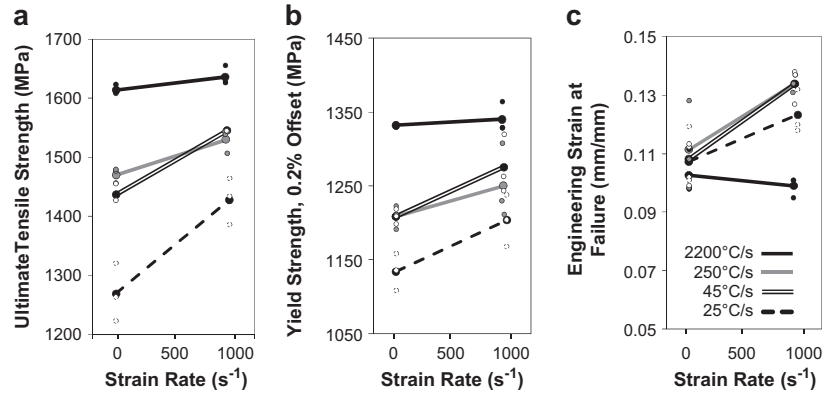 a
UltimateTensile Strength (MPa)
1700
1600
1500
1400
1300
1200
0 500 1000
Strain Rate (s⁻¹)
b
Yield Strength, 0.2% Offset (MPa)
1450
1350
1250
1150
1050
0 500 1000
Strain Rate (s⁻¹)
c
Engineering Strain at
Failure (mm/mm)
0.15
0.13
0.11
0.09
0.07
0.05
2200°C/s
250°C/s
45°C/s
25°C/s
0 500 1000
Strain Rate (s⁻¹)